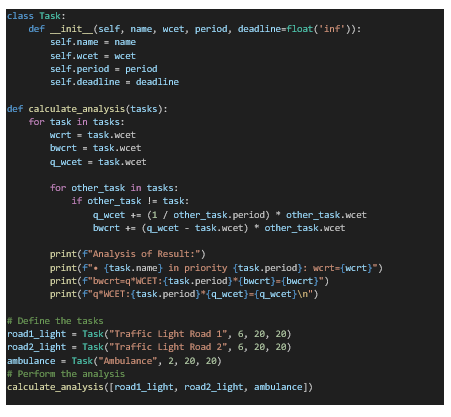 class Task:
    def __init__(self, name, wcet, period, deadline=float('inf')):
        self.name = name
        self.wcet = wcet
        self.period = period
        self.deadline = deadline

def calculate_analysis(tasks):
    for task in tasks:
        wcrt = task.wcet
        bwcrt = task.wcet
        q_wcet = task.wcet

        for other_task in tasks:
            if other_task != task:
                q_wcet += (1 / other_task.period) * other_task.wcet
                bwcrt += (q_wcet - task.wcet) * other_task.wcet

        print(f"Analysis of Result:")
        print(f"• {task.name} in priority {task.period}: wcrt={wcrt}")
        print(f"bwcrt=q*WCET:{task.period}*{bwcrt}={bwcrt}")
        print(f"q*WCET:{task.period}*{q_wcet}={q_wcet}\n")

# Define the tasks
road1_light = Task("Traffic Light Road 1", 6, 20, 20)
road2_light = Task("Traffic Light Road 2", 6, 20, 20)
ambulance = Task("Ambulance", 2, 20, 20)
# Perform the analysis
calculate_analysis([road1_light, road2_light, ambulance])